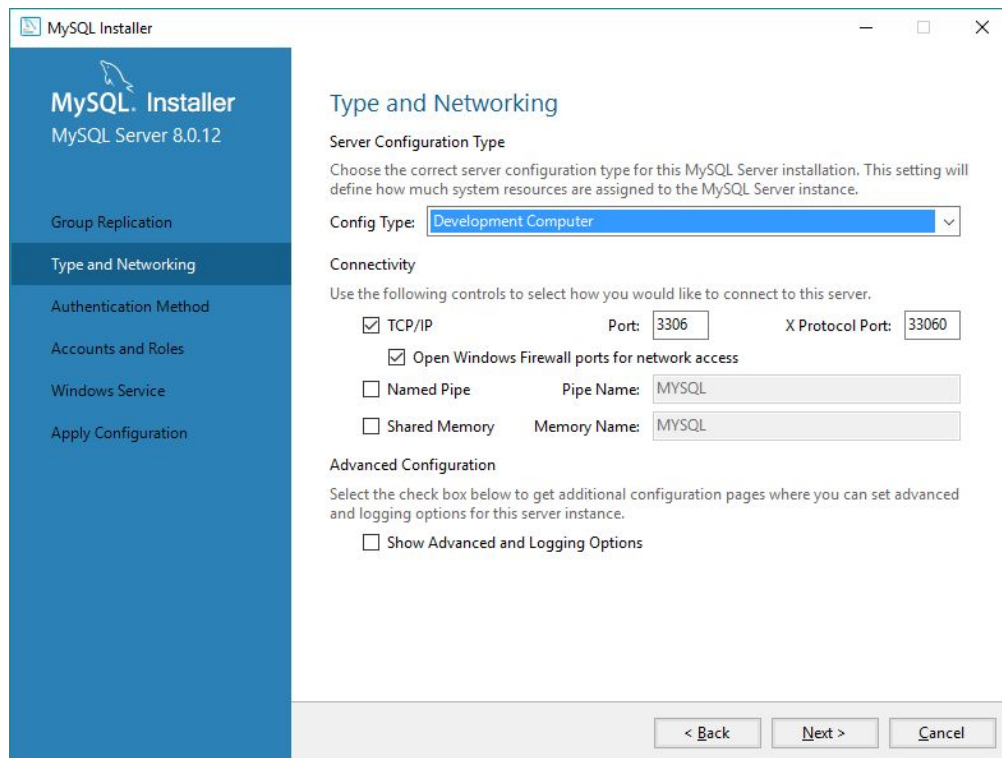 MySQL Installer
MySQL. Installer
MySQL Server 8.0.12
Group Replication
Type and Networking
Authentication Method
Accounts and Roles
Windows Service
Apply Configuration
Type and Networking
Server Configuration Type
Choose the correct server configuration type for this MySQL Server installation. This setting will
define how much system resources are assigned to the MySQL Server instance.
Config Type: Development Computer
Connectivity
Use the following controls to select how you would like to connect to this server.
TCP/IP Port: 3306 X Protocol Port: 33060
Open Windows Firewall ports for network access
Named Pipe Pipe Name: MYSQL
Shared Memory Memory Name: MYSQL
Advanced Configuration
Select the check box below to get additional configuration pages where you can set advanced
and logging options for this server instance.
Show Advanced and Logging Options
< Back Next > Cancel